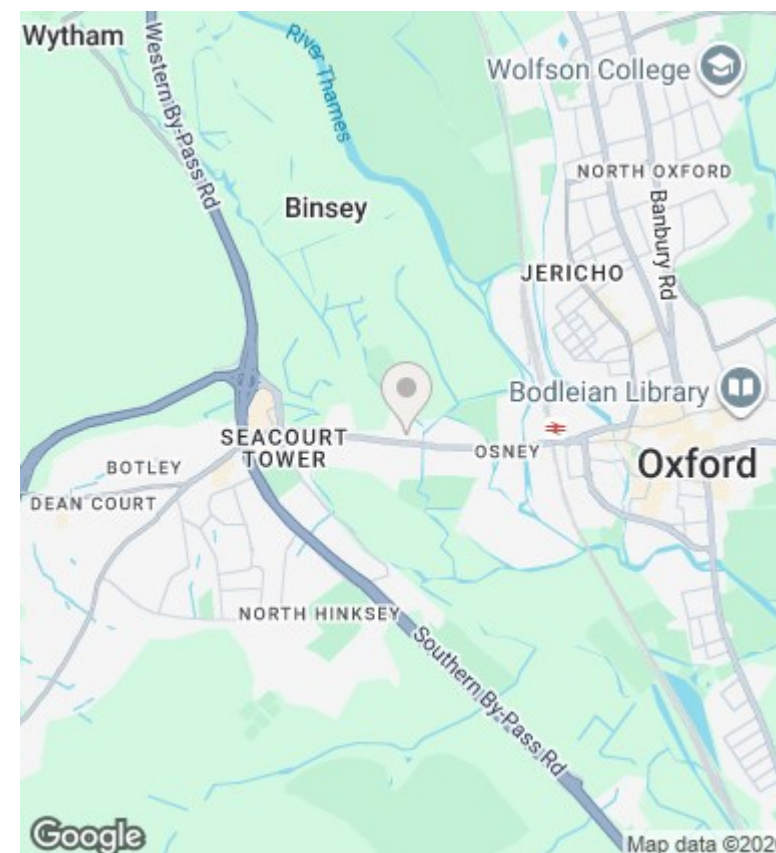 Wytham
Western By-Pass Rd
River Thames
Wolfson College
NORTH OXFORD
Banbury Rd
Binsey
JERICHO
Bodleian Library
SEACOURT
TOWER
OSNEY
Oxford
BOTLEY
DEAN COURT
NORTH HINKSEY
Southern By-Pass Rd
Google